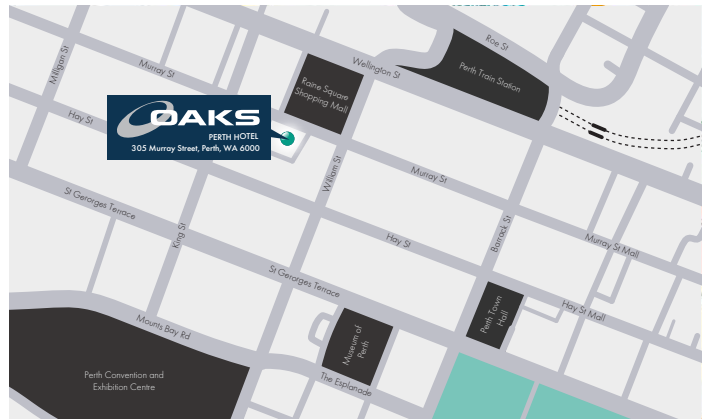 Roe St
Wellington St
Milligan St
Murray St
Raine Square
Shopping Mall
Perth Train Station
OAKS
PERTH HOTEL
305 Murray Street, Perth, WA 6000
Hay St
William St
Murray St
St Gerorges Terrace
King St
Hay St
Barrack St
Murray St Mall
St Gerorges Terrace
Hay St Mall
Perth Town
Hall
Mounts Bay Rd
Museum of
Perth
Perth Convention and
Exhibition Centre
The Esplanade